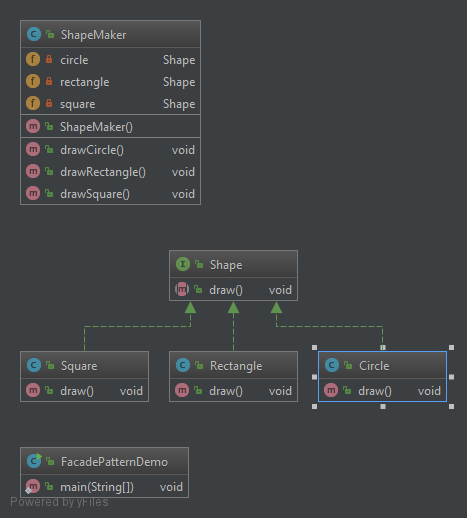 ShapeMaker
circle Shape
rectangle Shape
square Shape
ShapeMaker()
drawCircle() void
drawRectangle() void
drawSquare() void
Shape
draw() void
Square
draw() void
Rectangle
draw() void
Circle
draw() void
FacadePatternDemo
main(String[]) void
Powered by yFiles